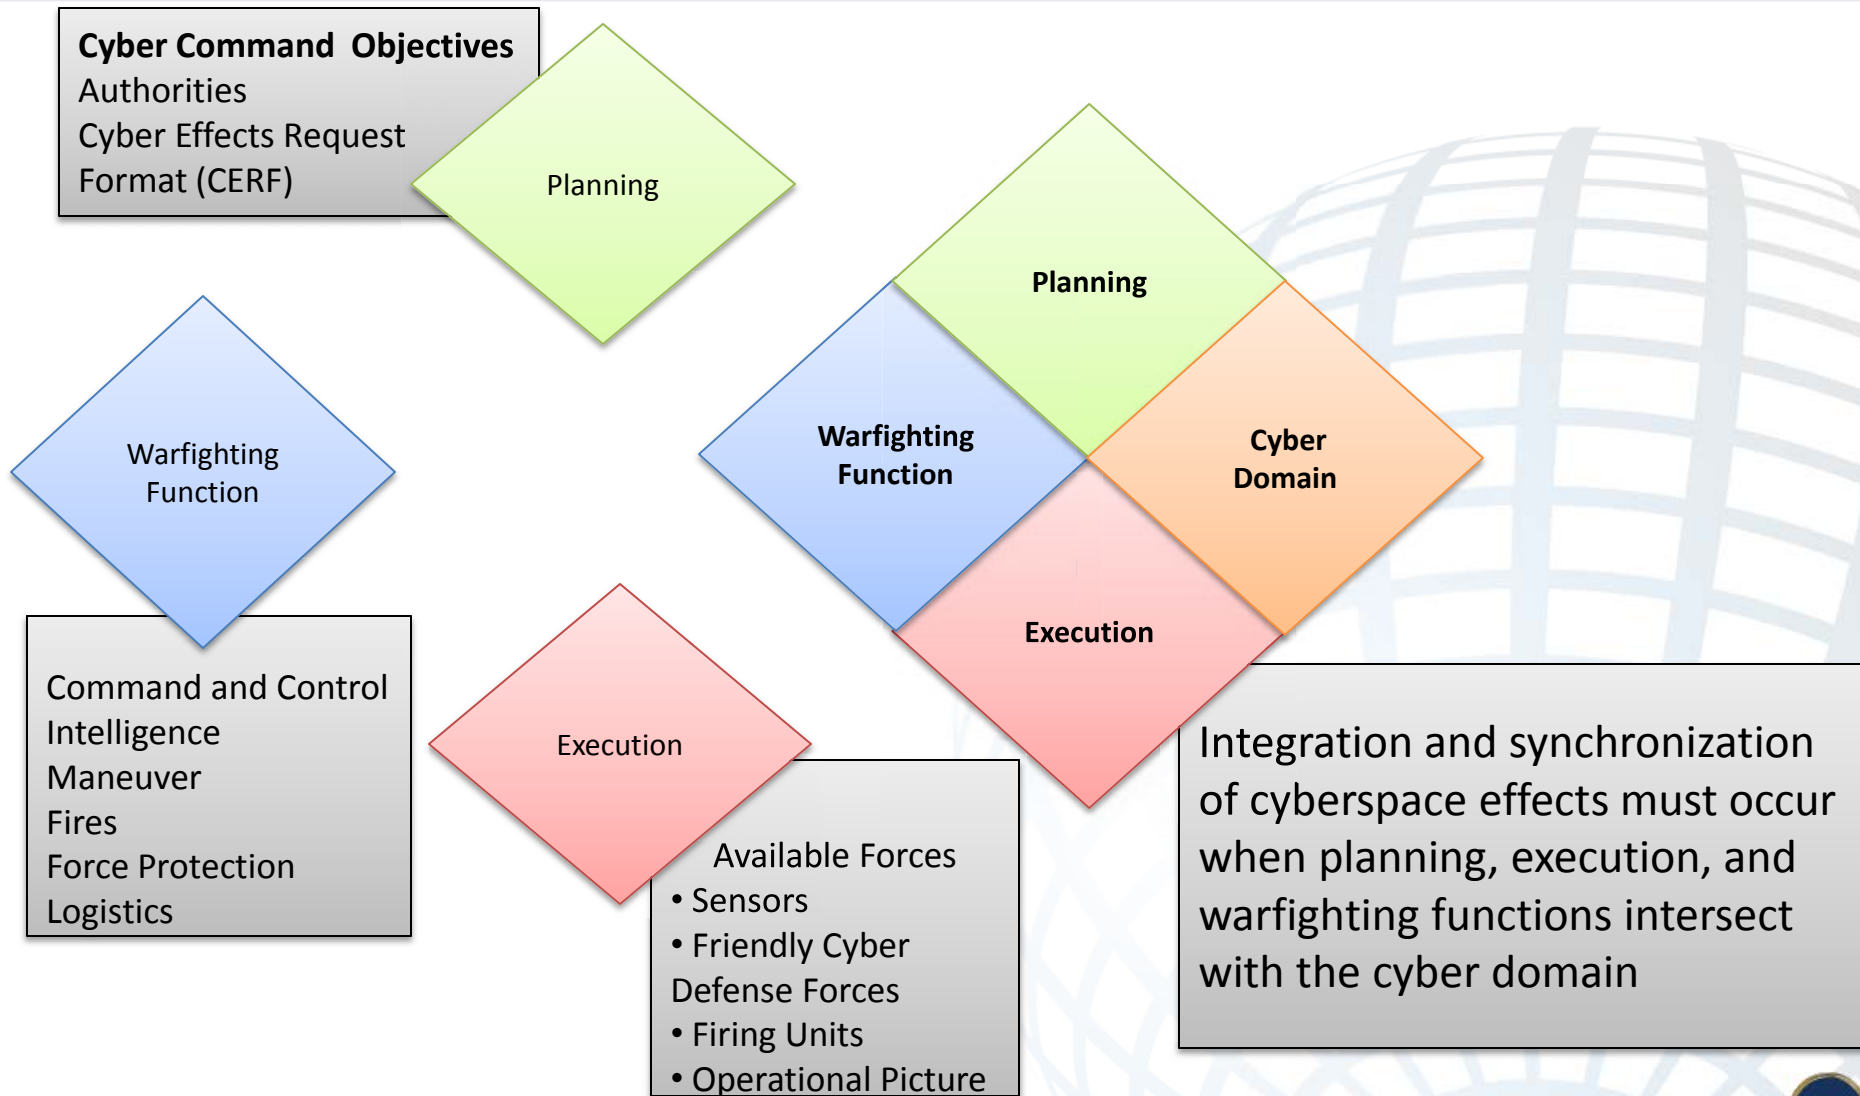 Cyber Command  Objectives
Authorities
Cyber Effects Request
Format (CERF)
Planning
Warfighting
Function
Command and Control
Intelligence
Maneuver
Fires
Force Protection
Logistics
Execution
Available Forces
• Sensors
• Friendly Cyber
Defense Forces
• Firing Units
• Operational Picture
Planning
Warfighting
Function
Cyber
Domain
Execution
Integration and synchronization
of cyberspace effects must occur
when planning, execution, and
warfighting functions intersect
with the cyber domain